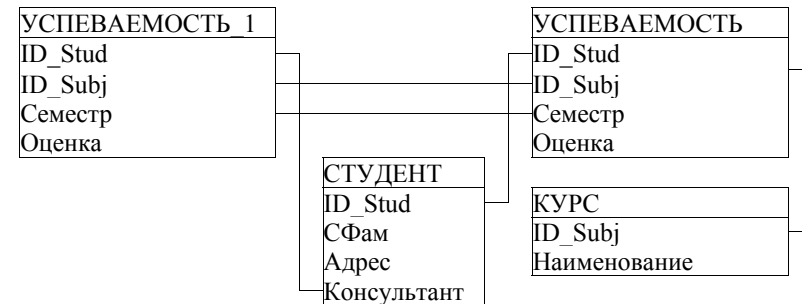 УСПЕВАЕМОСТЬ_1
ID_Stud
ID_Subj
Семестр
Оценка
УСПЕВАЕМОСТЬ
ID_Stud
ID_Subj
Семестр
Оценка
СТУДЕНТ
ID_Stud
СФам
Адрес
Консультант
КУРС
ID_Subj
Наименование